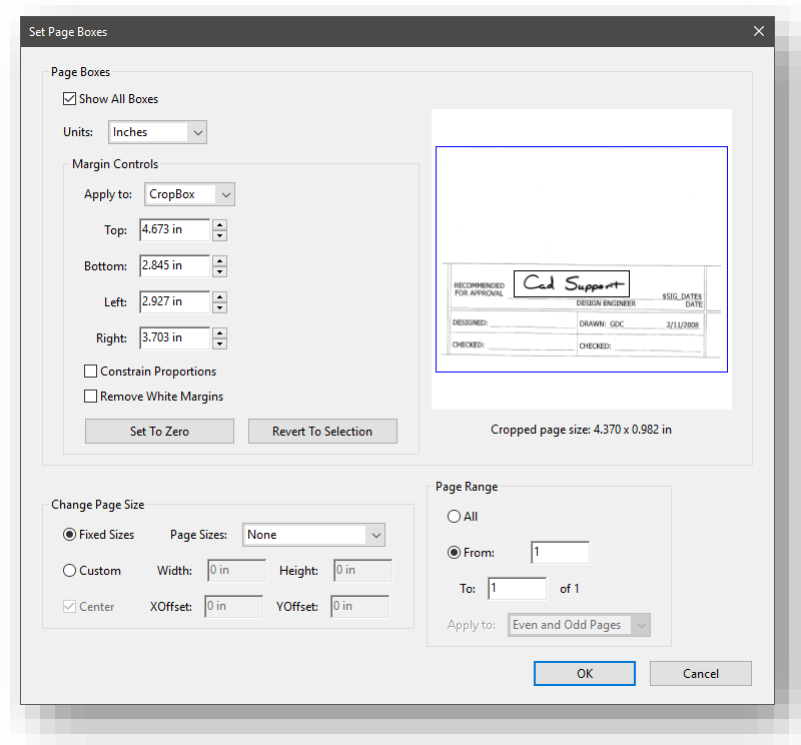 Set Page Boxes
Page Boxes
Show All Boxes
Units: Inches
Margin Controls
Apply to: CropBox
Top: 4.673 in
Bottom: 2.845 in
Left: 2.927 in
Right: 3.703 in
Constrain Proportions
Remove White Margins
Set To Zero Revert To Selection
RECOMMENDED
FOR APPROVAL
Cad Support
DESIGN ENGINEER
$SIG_DATE$
DATE
DESIGNED: DRAWN: GDC 2/11/2008
CHECKED: CHECKED:
Cropped page size: 4.370 x 0.982 in
Change Page Size
Fixed Sizes Page Sizes: None
Custom Width: 0 in Height: 0 in
Center XOffset: 0 in YOffset: 0 in
Page Range
All
From: 1
To: 1 of 1
Apply to: Even and Odd Pages
OK Cancel